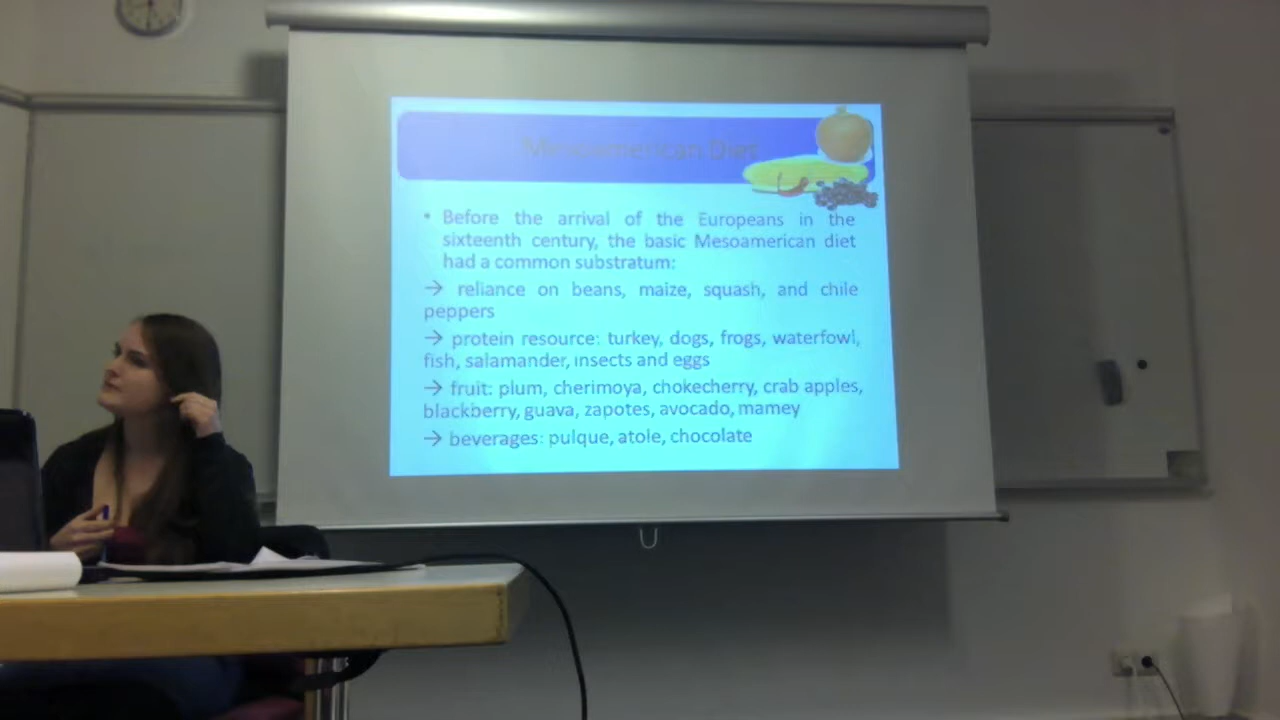 Mesoamerican Diet
• Before the arrival of the Europeans in the
sixteenth century, the basic Mesoamerican diet
had a common substratum:
→ reliance on beans, maize, squash, and chile
peppers
→ protein resource: turkey, dogs, frogs, waterfowl,
fish, salamander, insects and eggs
→ fruit: plum, cherimoya, chokecherry, crab apples,
blackberry, guava, zapotes, avocado, mamey
→ beverages: pulque, atole, chocolate